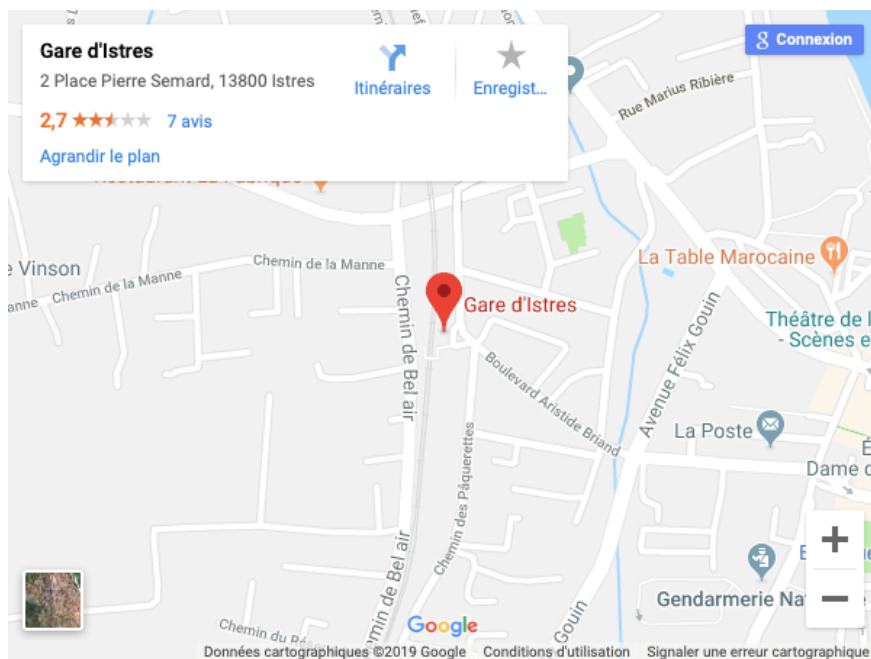 Gare d'Istres
2 Place Pierre Semard, 13800 Istres
2,7
7 avis
Agrandir le plan
Itinéraires
Enregist...
Connexion
Rue Marius Ribière
La Table Marocaine
Vinson
Chemin de la Manne
Chemin de la Manne
anne
Chemin de Bel air
Gare d'Istres
Théâtre de l
- Scènes e
Avenue Félix Gouin
Boulevard Aristide Briand
La Poste
Dame d
Chemin des Pâquerettes
Chemin de Bel air
Gendarmerie Na
Gouin
Chemin du
Google
Données cartographiques ©2019 Google
Conditions d'utilisation
Signaler une erreur cartographique